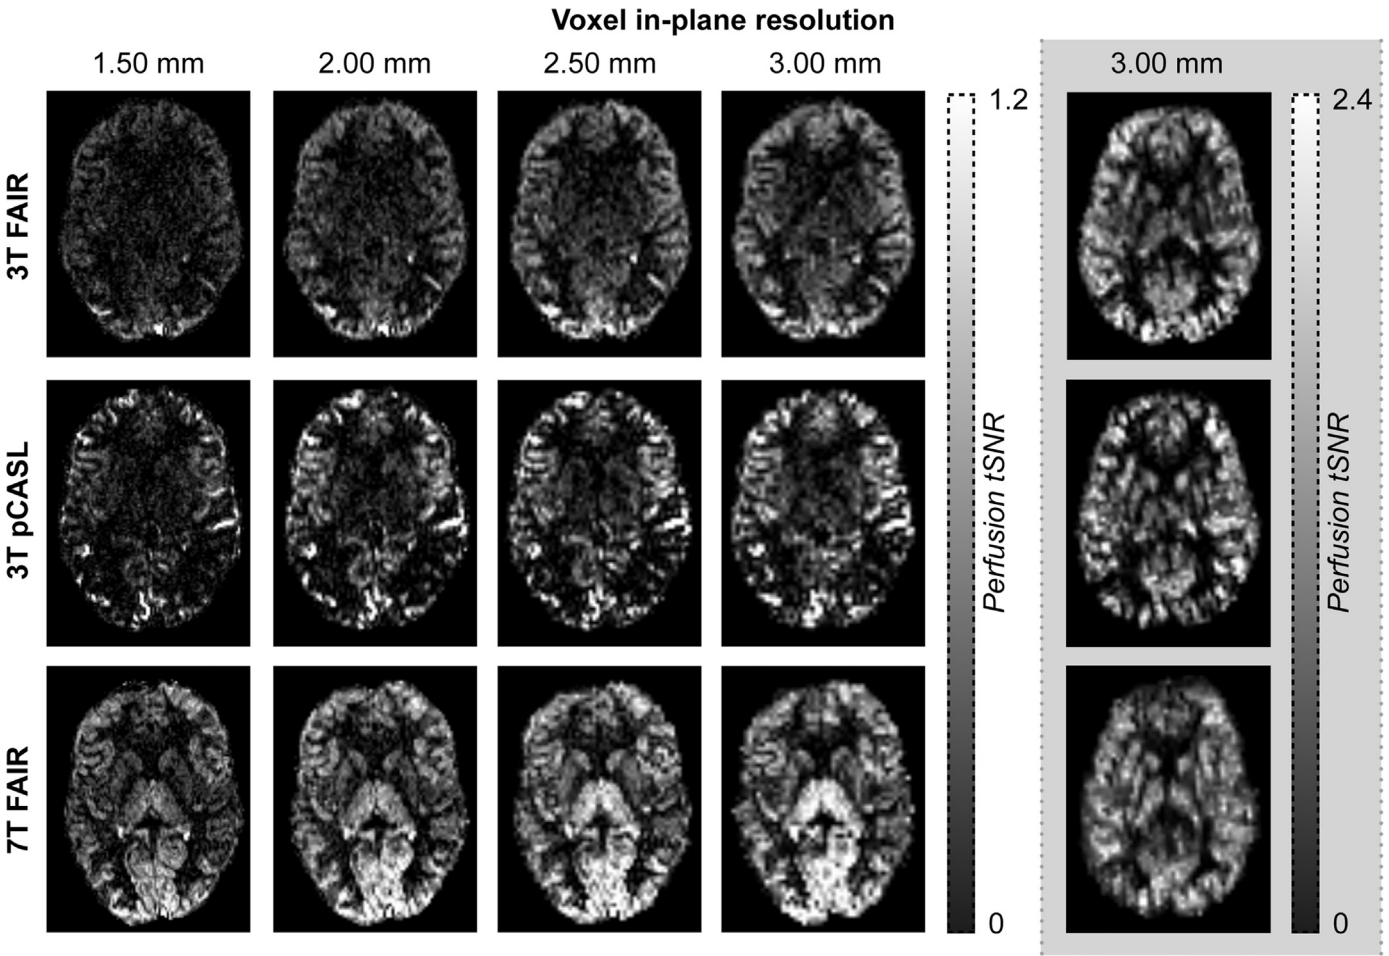 Voxel in-plane resolution
1.50 mm
2.00 mm
2.50 mm
3.00 mm
3.00 mm
1.2
2.4
3T FAIR
3T pCASL
7T FAIR
Perfusion tSNR
Perfusion tSNR
0
0